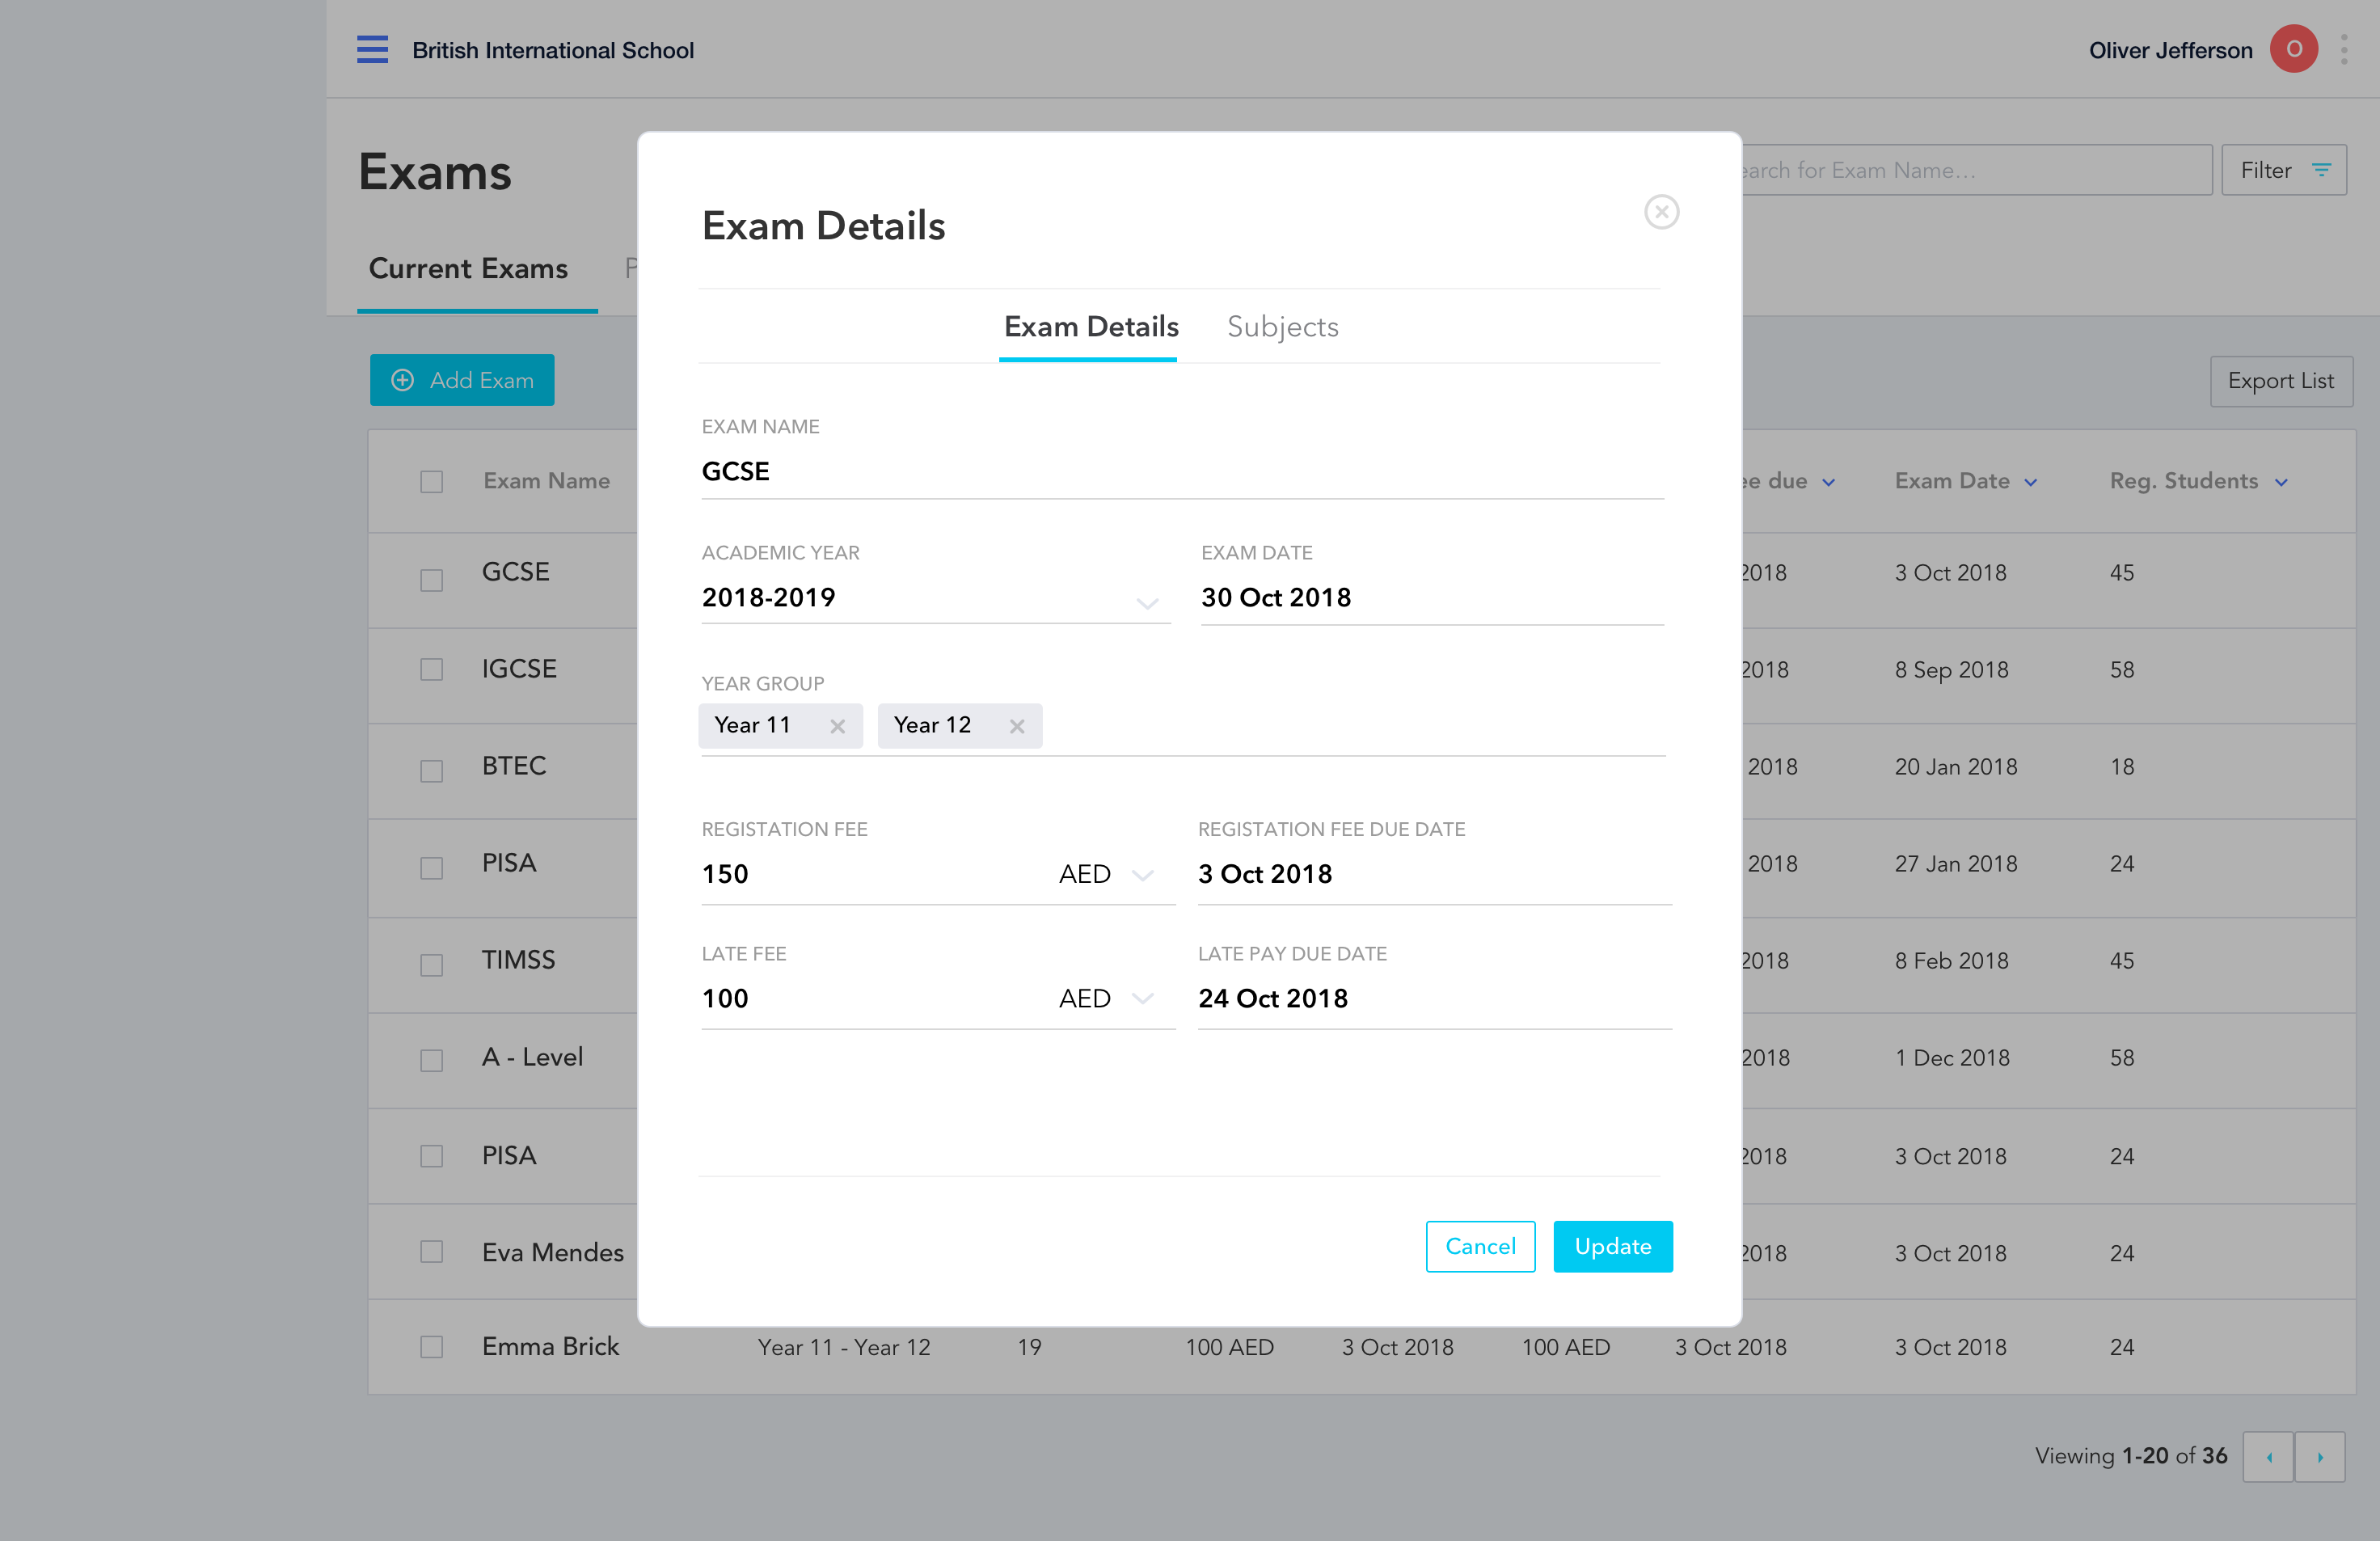 British International School
Oliver Jefferson
O
Exams
earch for Exam Name...
Filter
Current Exams
P
Exam Details
Exam Details
Subjects
Add Exam
Export List
Exam Name
ee due
Exam Date
Reg. Students
EXAM NAME
GCSE
ACADEMIC YEAR
EXAM DATE
2018-2019
30 Oct 2018
YEAR GROUP
Year 11
Year 12
REGISTATION FEE
REGISTATION FEE DUE DATE
150
AED
3 Oct 2018
LATE FEE
LATE PAY DUE DATE
100
AED
24 Oct 2018
Cancel
Update
GCSE
2018
3 Oct 2018
45
IGCSE
2018
8 Sep 2018
58
BTEC
2018
20 Jan 2018
18
PISA
2018
27 Jan 2018
24
TIMSS
2018
8 Feb 2018
45
A - Level
2018
1 Dec 2018
58
PISA
2018
3 Oct 2018
24
Eva Mendes
2018
3 Oct 2018
24
Emma Brick
Year 11 - Year 12
19
100 AED
3 Oct 2018
100 AED
3 Oct 2018
3 Oct 2018
24
Viewing 1-20 of 36